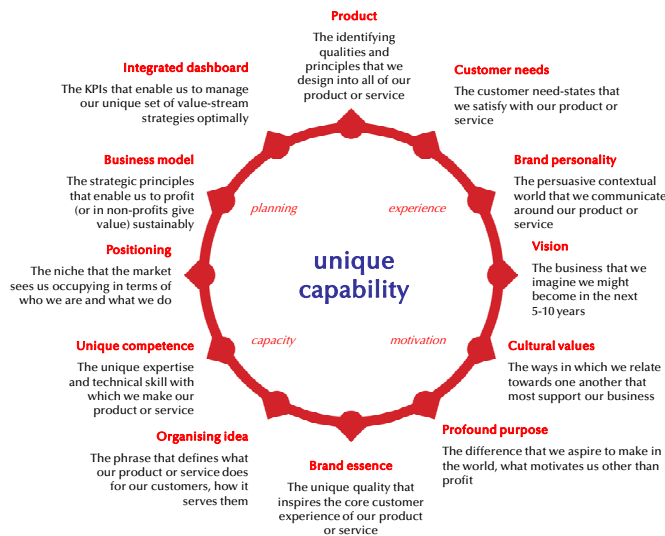 Product
The identifying
qualities and
principles that we
design into all of our
product or service
Customer needs
The customer need-states that
we satisfy with our product or
service
Brand personality
The persuasive contextual
world that we communicate
around our product or
service
Vision
The business that we
imagine we might
become in the next
5-10 years
Cultural values
The ways in which we relate
towards one another that
most support our business
Profound purpose
The difference that we aspire to make in
the world, what motivates us other than
profit
Brand essence
The unique quality that
inspires the core customer
experience of our product
or service
Organising idea
The phrase that defines what
our product or service does
for our customers, how it
serves them
Unique competence
The unique expertise
and technical skill with
which we make our
product or service
Positioning
The niche that the market
sees us occupying in terms of
who we are and what we do
Business model
The strategic principles
that enable us to profit
(or in non-profits give
value) sustainably
Integrated dashboard
The KPIs that enable us to manage
our unique set of value-stream
strategies optimally
planning
experience
unique
capability
capacity
motivation